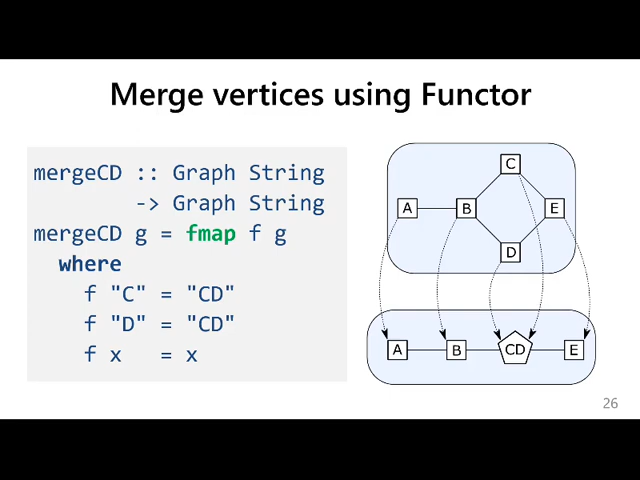 Merge vertices using Functor
mergeCD :: Graph String
-> Graph String
mergeCD g = fmap f g
where
f "C" = "CD"
f "D" = "CD"
f x = x
C
A B E
D
A B CD E
26